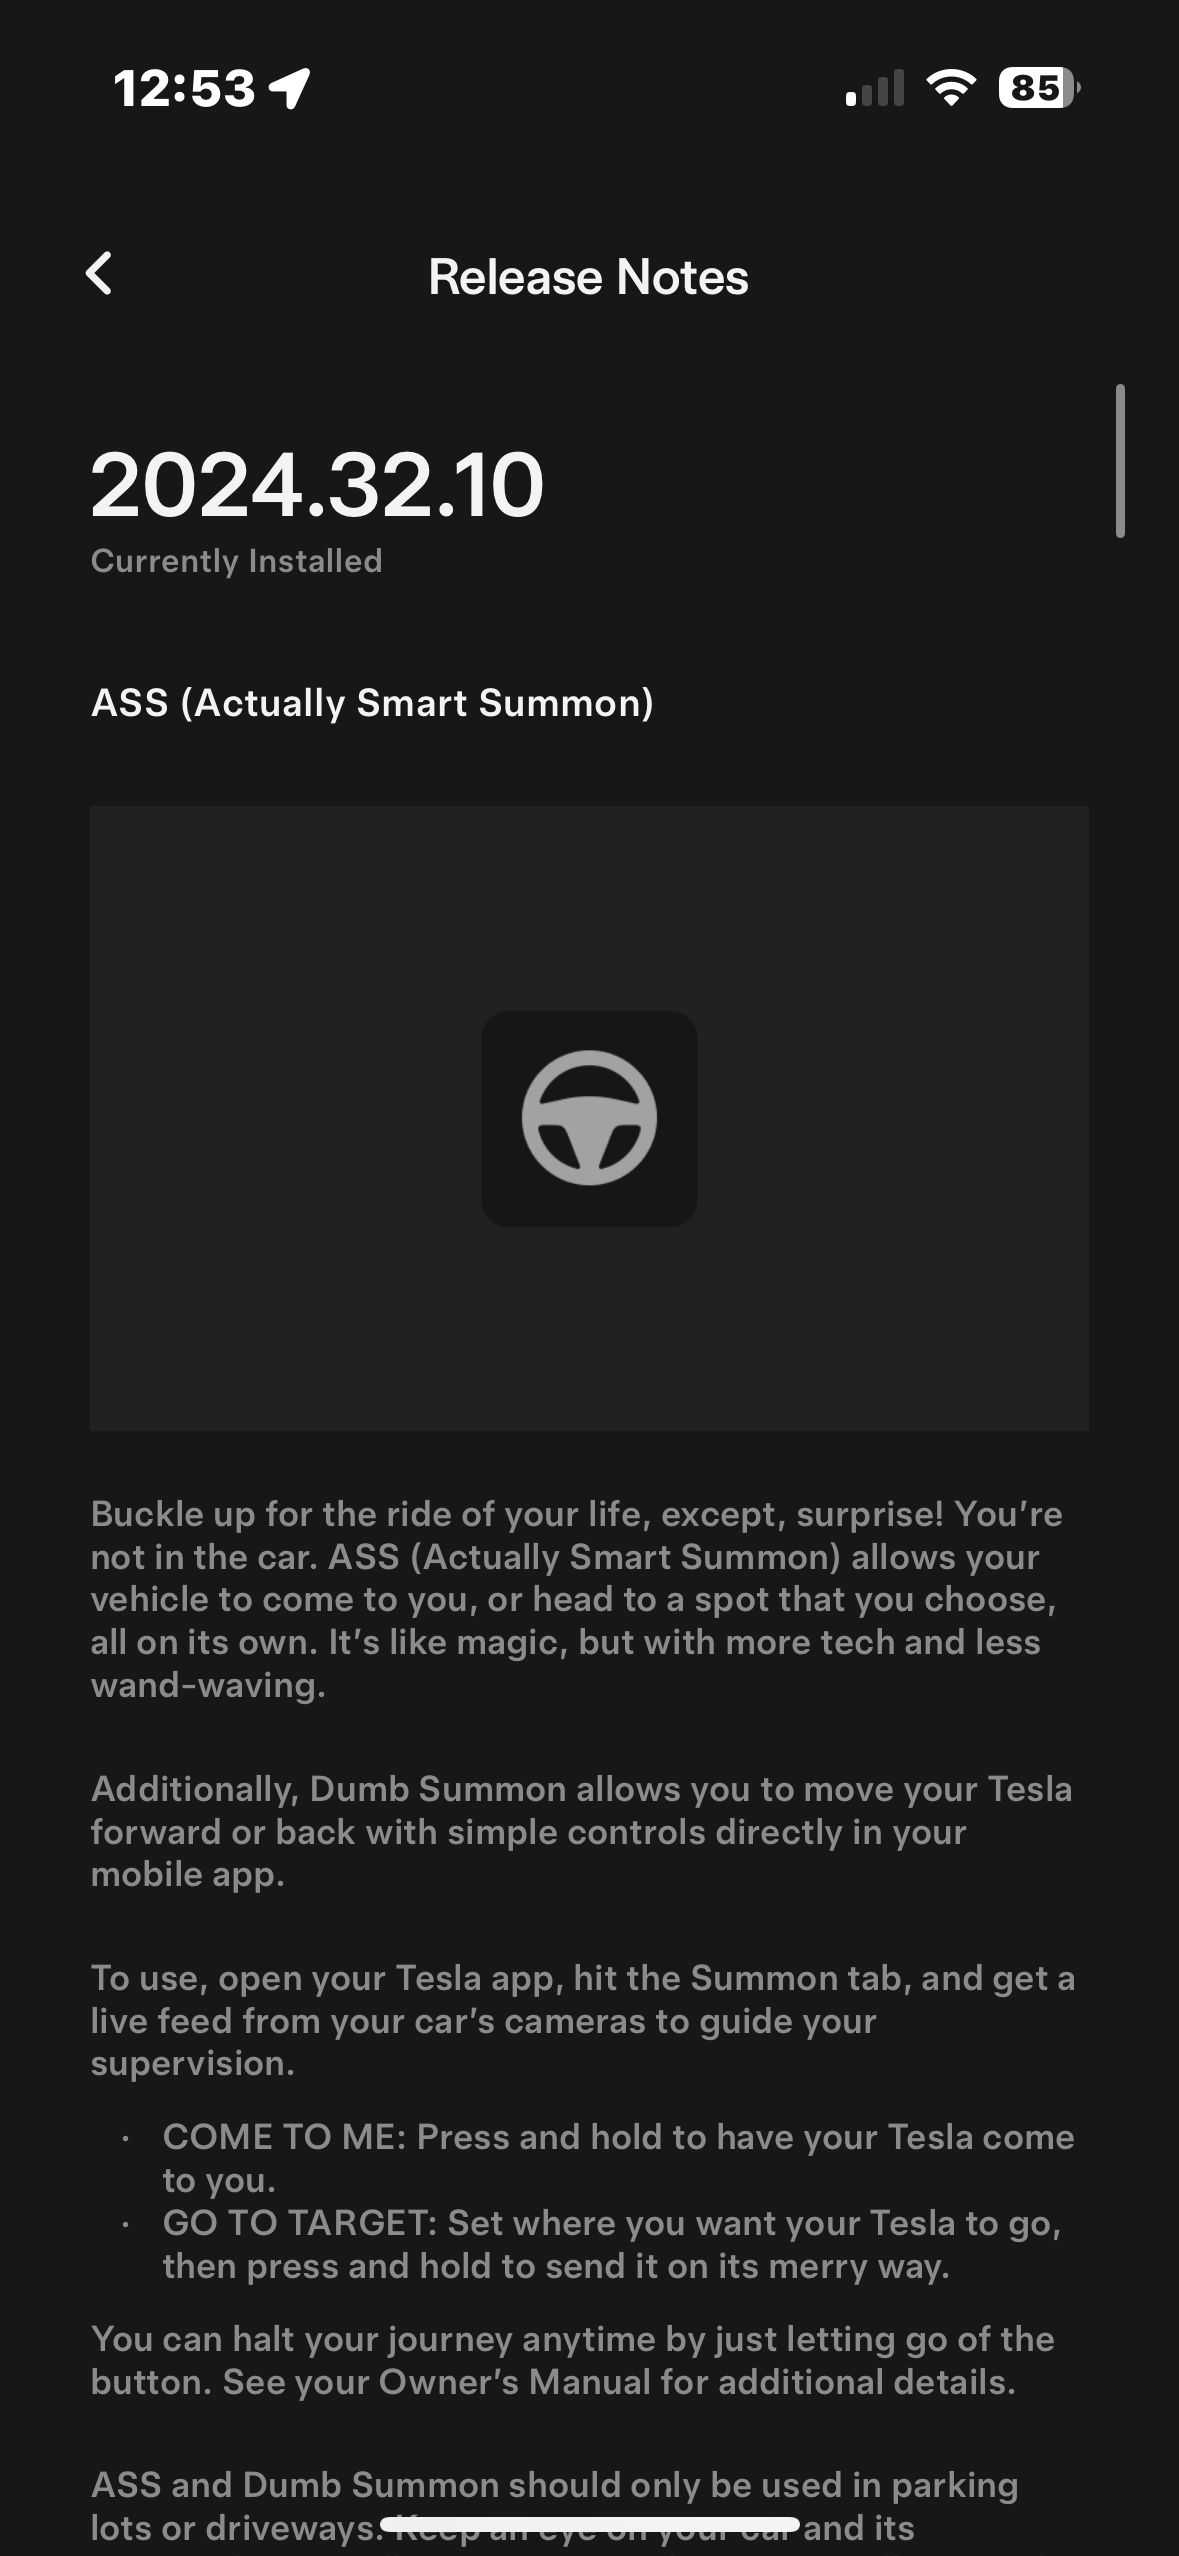 12:53
85
Release Notes
2024.32.10
Currently Installed
ASS (Actually Smart Summon)
Buckle up for the ride of your life, except, surprise! You’re
not in the car. ASS (Actually Smart Summon) allows your
vehicle to come to you, or head to a spot that you choose,
all on its own. It’s like magic, but with more tech and less
wand-waving.
Additionally, Dumb Summon allows you to move your Tesla
forward or back with simple controls directly in your
mobile app.
To use, open your Tesla app, hit the Summon tab, and get a
live feed from your car’s cameras to guide your
supervision.
· COME TO ME: Press and hold to have your Tesla come
to you.
· GO TO TARGET: Set where you want your Tesla to go,
then press and hold to send it on its merry way.
You can halt your journey anytime by just letting go of the
button. See your Owner’s Manual for additional details.
ASS and Dumb Summon should only be used in parking
lots or driveways. Keep an eye on your car and its